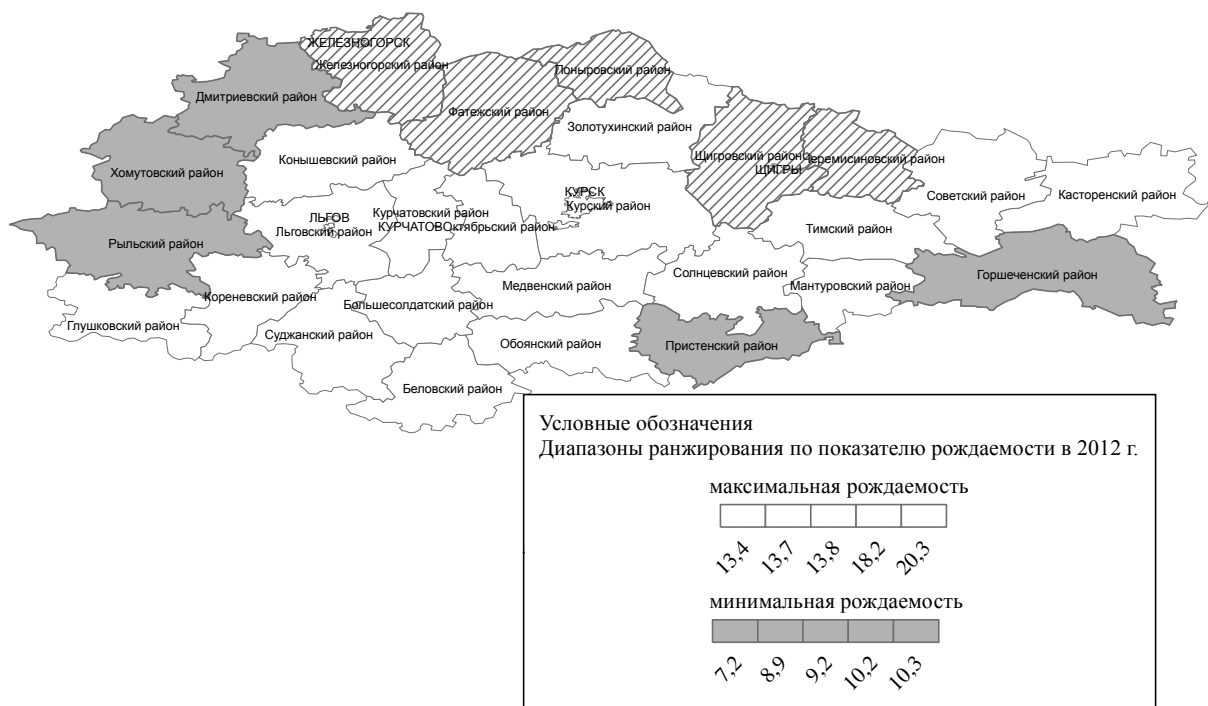 ЖЕЛЕЗНОГОРСК
Железногорский район
Поныровский район
Дмитриевский район
Фатежский район
Золотухинский район
Конышевский район
Щигровский район
ЩИГРЫ
Черемисиновский район
Хомутовский район
Советский район
Касторенский район
КУРСК
Курский район
ЛЬГОВ
Льговский район
Курчатовский район
КУРЧАТОВ
Октябрьский район
Тимский район
Рыльский район
Солнцевский район
Горшеченский район
Медвенский район
Мантуровский район
Кореневский район
Большесолдатский район
Глушковский район
Суджанский район
Обоянский район
Пристенский район
Беловский район
Условные обозначения
Диапазоны ранжирования по показателю рождаемости в 2012 г.
максимальная рождаемость
13,4 13,7 13,8 18,2 20,3
минимальная рождаемость
7,2 8,9 9,2 10,2 10,3